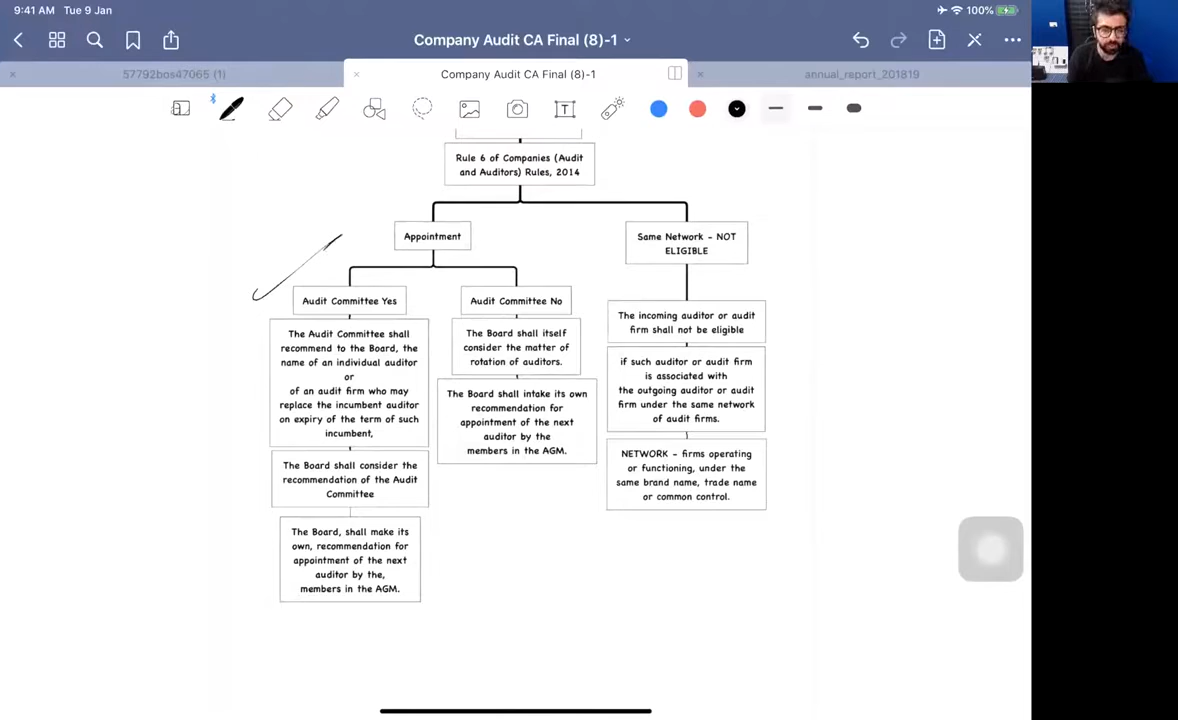 9:41 AM Tue 9 Jan
100%
Company Audit CA Final (8)-1
57792bos47065 (1)
Company Audit CA Final (8)-1
annual_report_201819
T
Rule 6 of Companies (Audit
and Auditors) Rules, 2014
Appointment
Same Network - NOT
ELIGIBLE
Audit Committee Yes
Audit Committee No
The Audit Committee shall
recommend to the Board, the
name of an individual auditor
or
of an audit firm who may
replace the incumbent auditor
on expiry of the term of such
incumbent,
The Board shall consider the
recommendation of the Audit
Committee
The Board, shall make its
own, recommendation for
appointment of the next
auditor by the,
members in the AGM.
The Board shall itself
consider the matter of
rotation of auditors.
The Board shall intake its own
recommendation for
appointment of the next
auditor by the
members in the AGM.
The incoming auditor or audit
firm shall not be eligible
if such auditor or audit firm
is associated with
the outgoing auditor or audit
firm under the same network
of audit firms.
NETWORK - firms operating
or functioning, under the
same brand name, trade name
or common control.